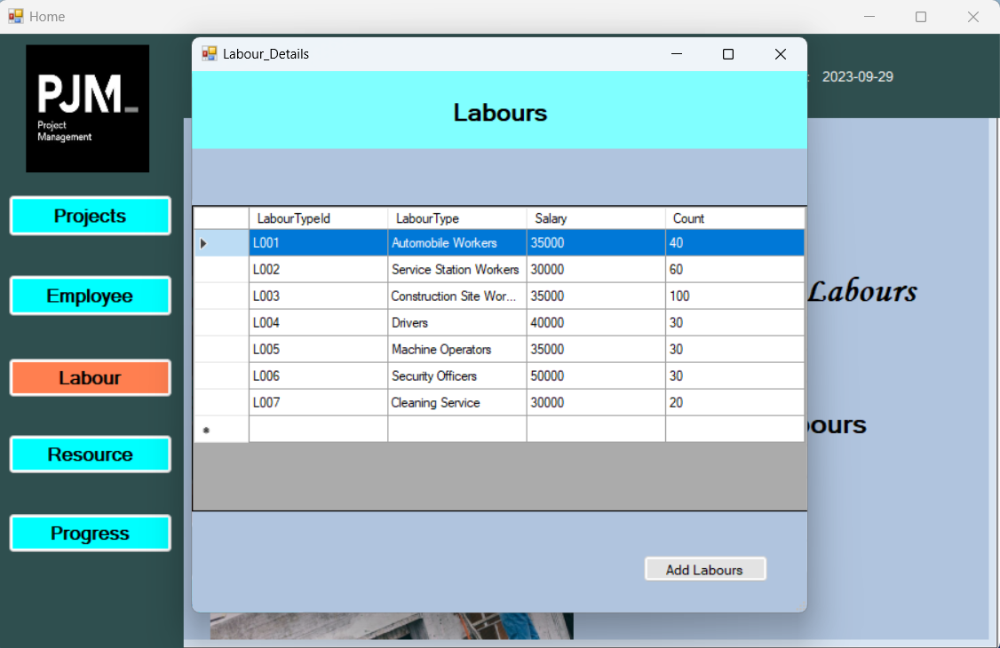 Home
PJM_
Project
Management
Projects
Employee
Labour
Resource
Progress
: 2023-09-29
Labours
Labour_Details
Labours
LabourTypeId LabourType Salary Count
L001 Automobile Workers 35000 40
L002 Service Station Workers 30000 60
L003 Construction Site Wor... 35000 100
L004 Drivers 40000 30
L005 Machine Operators 35000 30
L006 Security Officers 50000 30
L007 Cleaning Service 30000 20
Add Labours